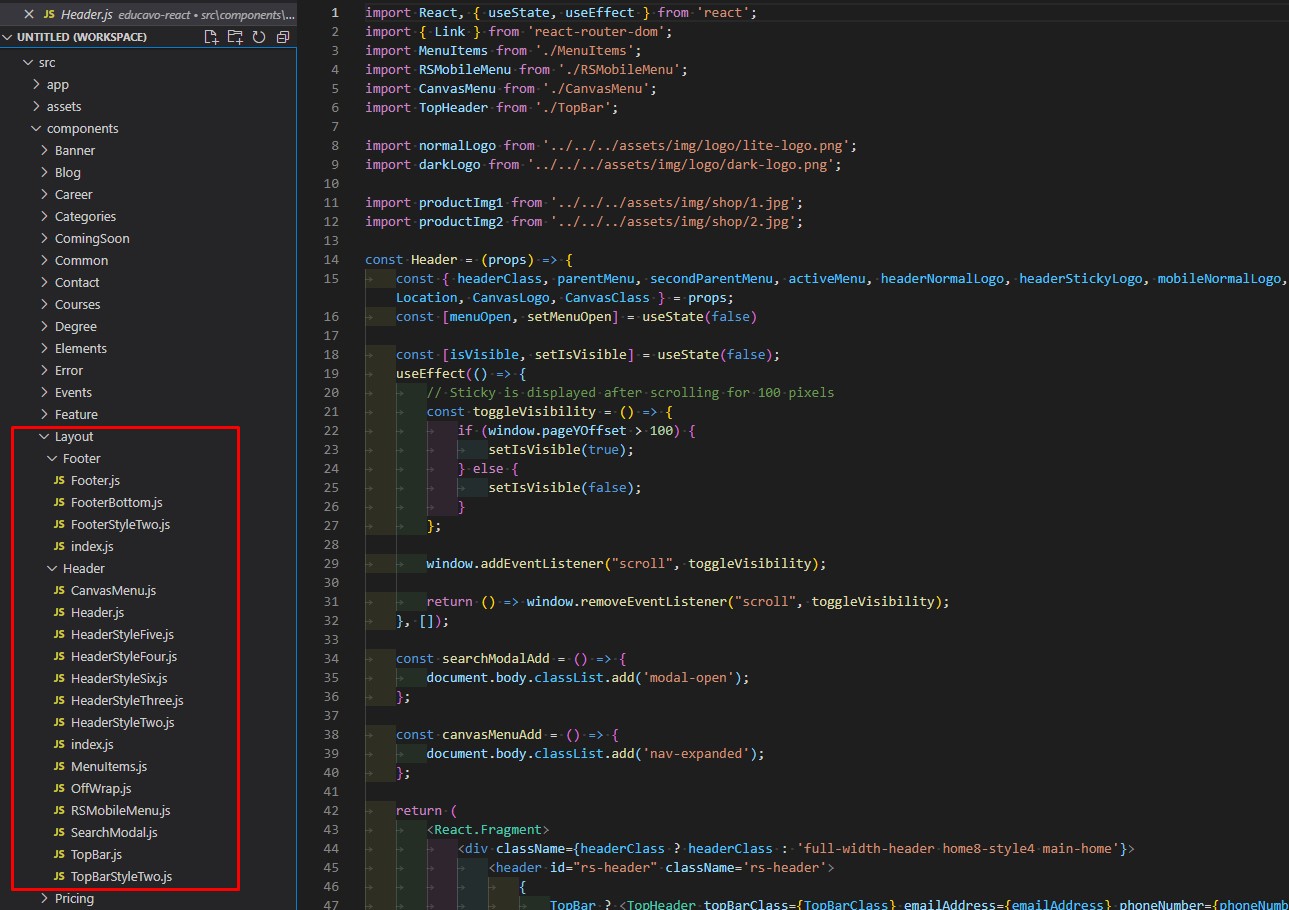 Header.js educavo-react • src\components\...
UNTITLED (WORKSPACE)
src
app
assets
components
Banner
Blog
Career
Categories
ComingSoon
Common
Contact
Courses
Degree
Elements
Error
Events
Feature
Layout
Footer
JS Footer.js
JS FooterBottom.js
JS FooterStyleTwo.js
JS index.js
Header
JS CanvasMenu.js
JS Header.js
JS HeaderStyleFive.js
JS HeaderStyleFour.js
JS HeaderStyleSix.js
JS HeaderStyleThree.js
JS HeaderStyleTwo.js
JS index.js
JS MenuItems.js
JS OffWrap.js
JS RSMobileMenu.js
JS SearchModal.js
JS TopBar.js
JS TopBarStyleTwo.js
Pricing
1 import React, { useState, useEffect } from 'react';
2 import { Link } from 'react-router-dom';
3 import MenuItems from './MenuItems';
4 import RSMobileMenu from './RSMobileMenu';
5 import CanvasMenu from './CanvasMenu';
6 import TopHeader from './TopBar';
7
8 import normalLogo from '../../../assets/img/logo/lite-logo.png';
9 import darkLogo from '../../../assets/img/logo/dark-logo.png';
10
11 import productImg1 from '../../../assets/img/shop/1.jpg';
12 import productImg2 from '../../../assets/img/shop/2.jpg';
13
14 const Header = (props) => {
15 const { headerClass, parentMenu, secondParentMenu, activeMenu, headerNormalLogo, headerStickyLogo, mobileNormalLogo,
Location, CanvasLogo, CanvasClass } = props;
16 const [menuOpen, setMenuOpen] = useState(false)
17
18 const [isVisible, setIsVisible] = useState(false);
19 useEffect(() => {
20 // Sticky is displayed after scrolling for 100 pixels
21 const toggleVisibility = () => {
22 if (window.pageYOffset > 100) {
23 setIsVisible(true);
24 } else {
25 setIsVisible(false);
26 }
27 };
28
29 window.addEventListener("scroll", toggleVisibility);
30
31 return () => window.removeEventListener("scroll", toggleVisibility);
32 }, []);
33
34 const searchModalAdd = () => {
35 document.body.classList.add('modal-open');
36 };
37
38 const canvasMenuAdd = () => {
39 document.body.classList.add('nav-expanded');
40 };
41
42 return (
43 <React.Fragment>
44 <div className={headerClass ? headerClass : 'full-width-header home8-style4 main-home'}>
45 <header id="rs-header" className='rs-header'>
46 {
47 TopBar ? <TopHeader topBarClass={TopBarClass} emailAddress={emailAddress} phoneNumber={phoneNumb